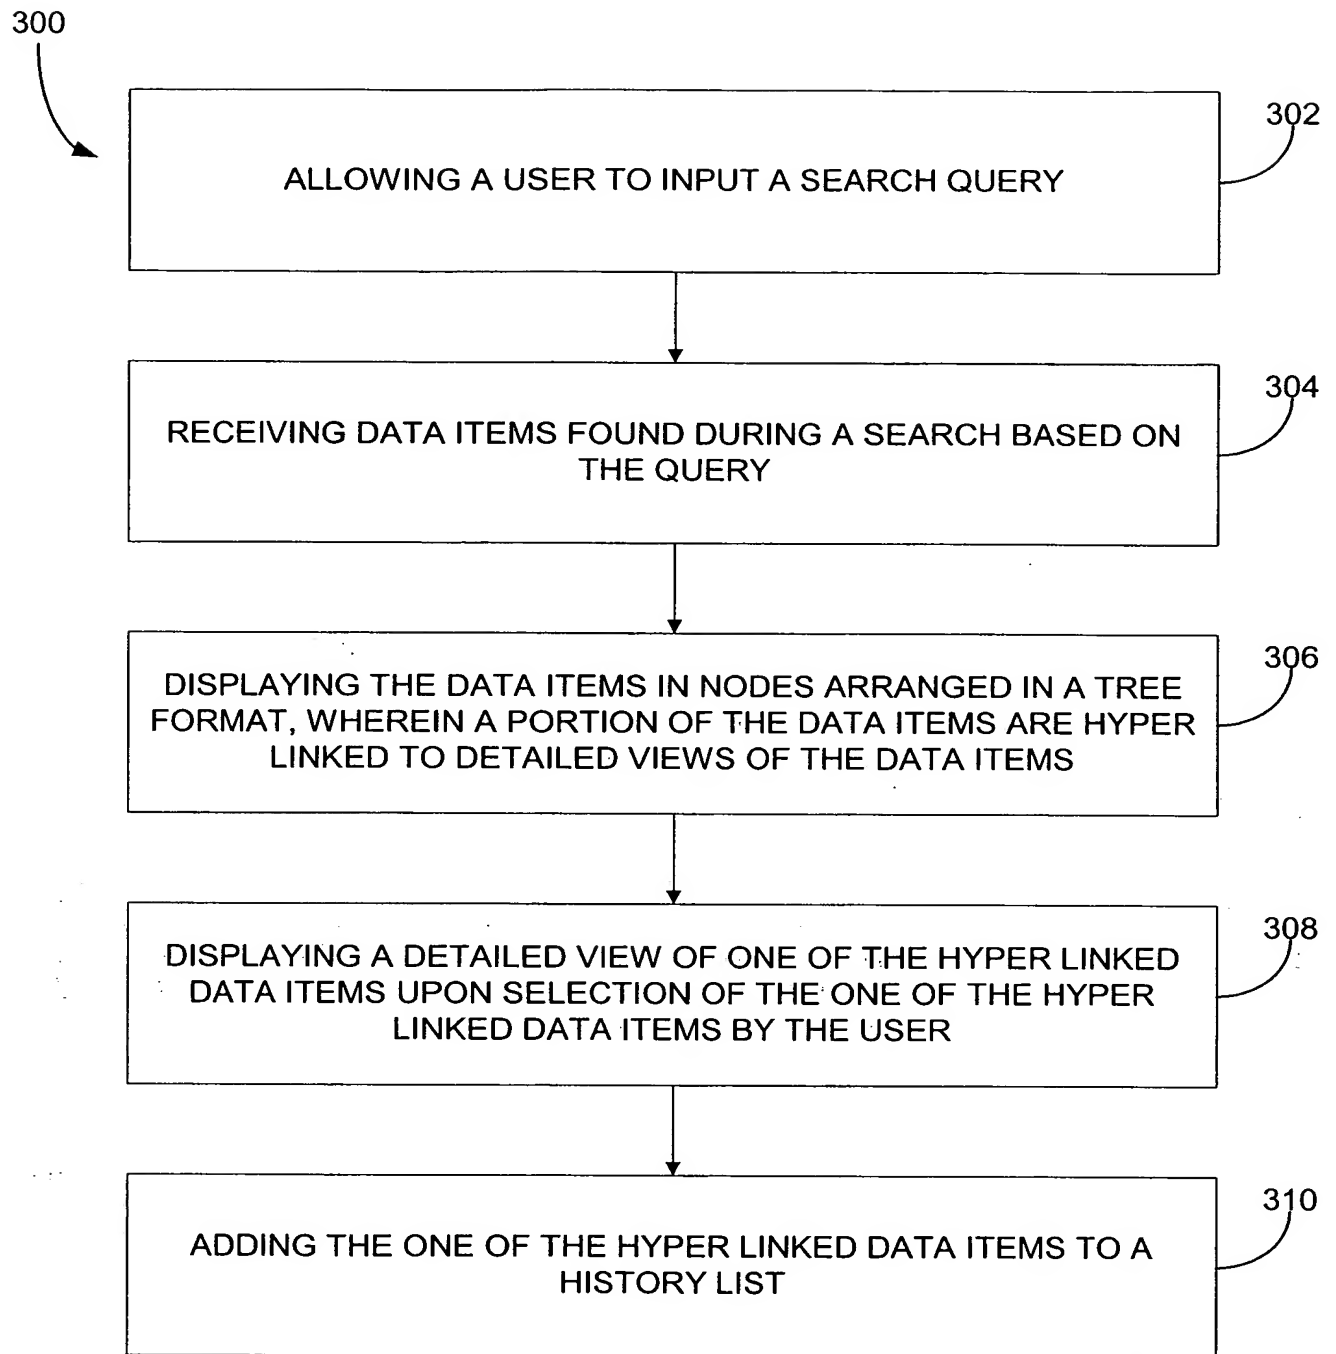 300
302
ALLOWING A USER TO INPUT A SEARCH QUERY
304
RECEIVING DATA ITEMS FOUND DURING A SEARCH BASED ON
THE QUERY
306
DISPLAYING THE DATA ITEMS IN NODES ARRANGED IN A TREE
FORMAT, WHEREIN A PORTION OF THE DATA ITEMS ARE HYPER
LINKED TO DETAILED VIEWS OF THE DATA ITEMS
308
DISPLAYING A DETAILED VIEW OF ONE OF THE HYPER LINKED
DATA ITEMS UPON SELECTION OF THE ONE OF THE HYPER
LINKED DATA ITEMS BY THE USER
310
ADDING THE ONE OF THE HYPER LINKED DATA ITEMS TO A
HISTORY LIST